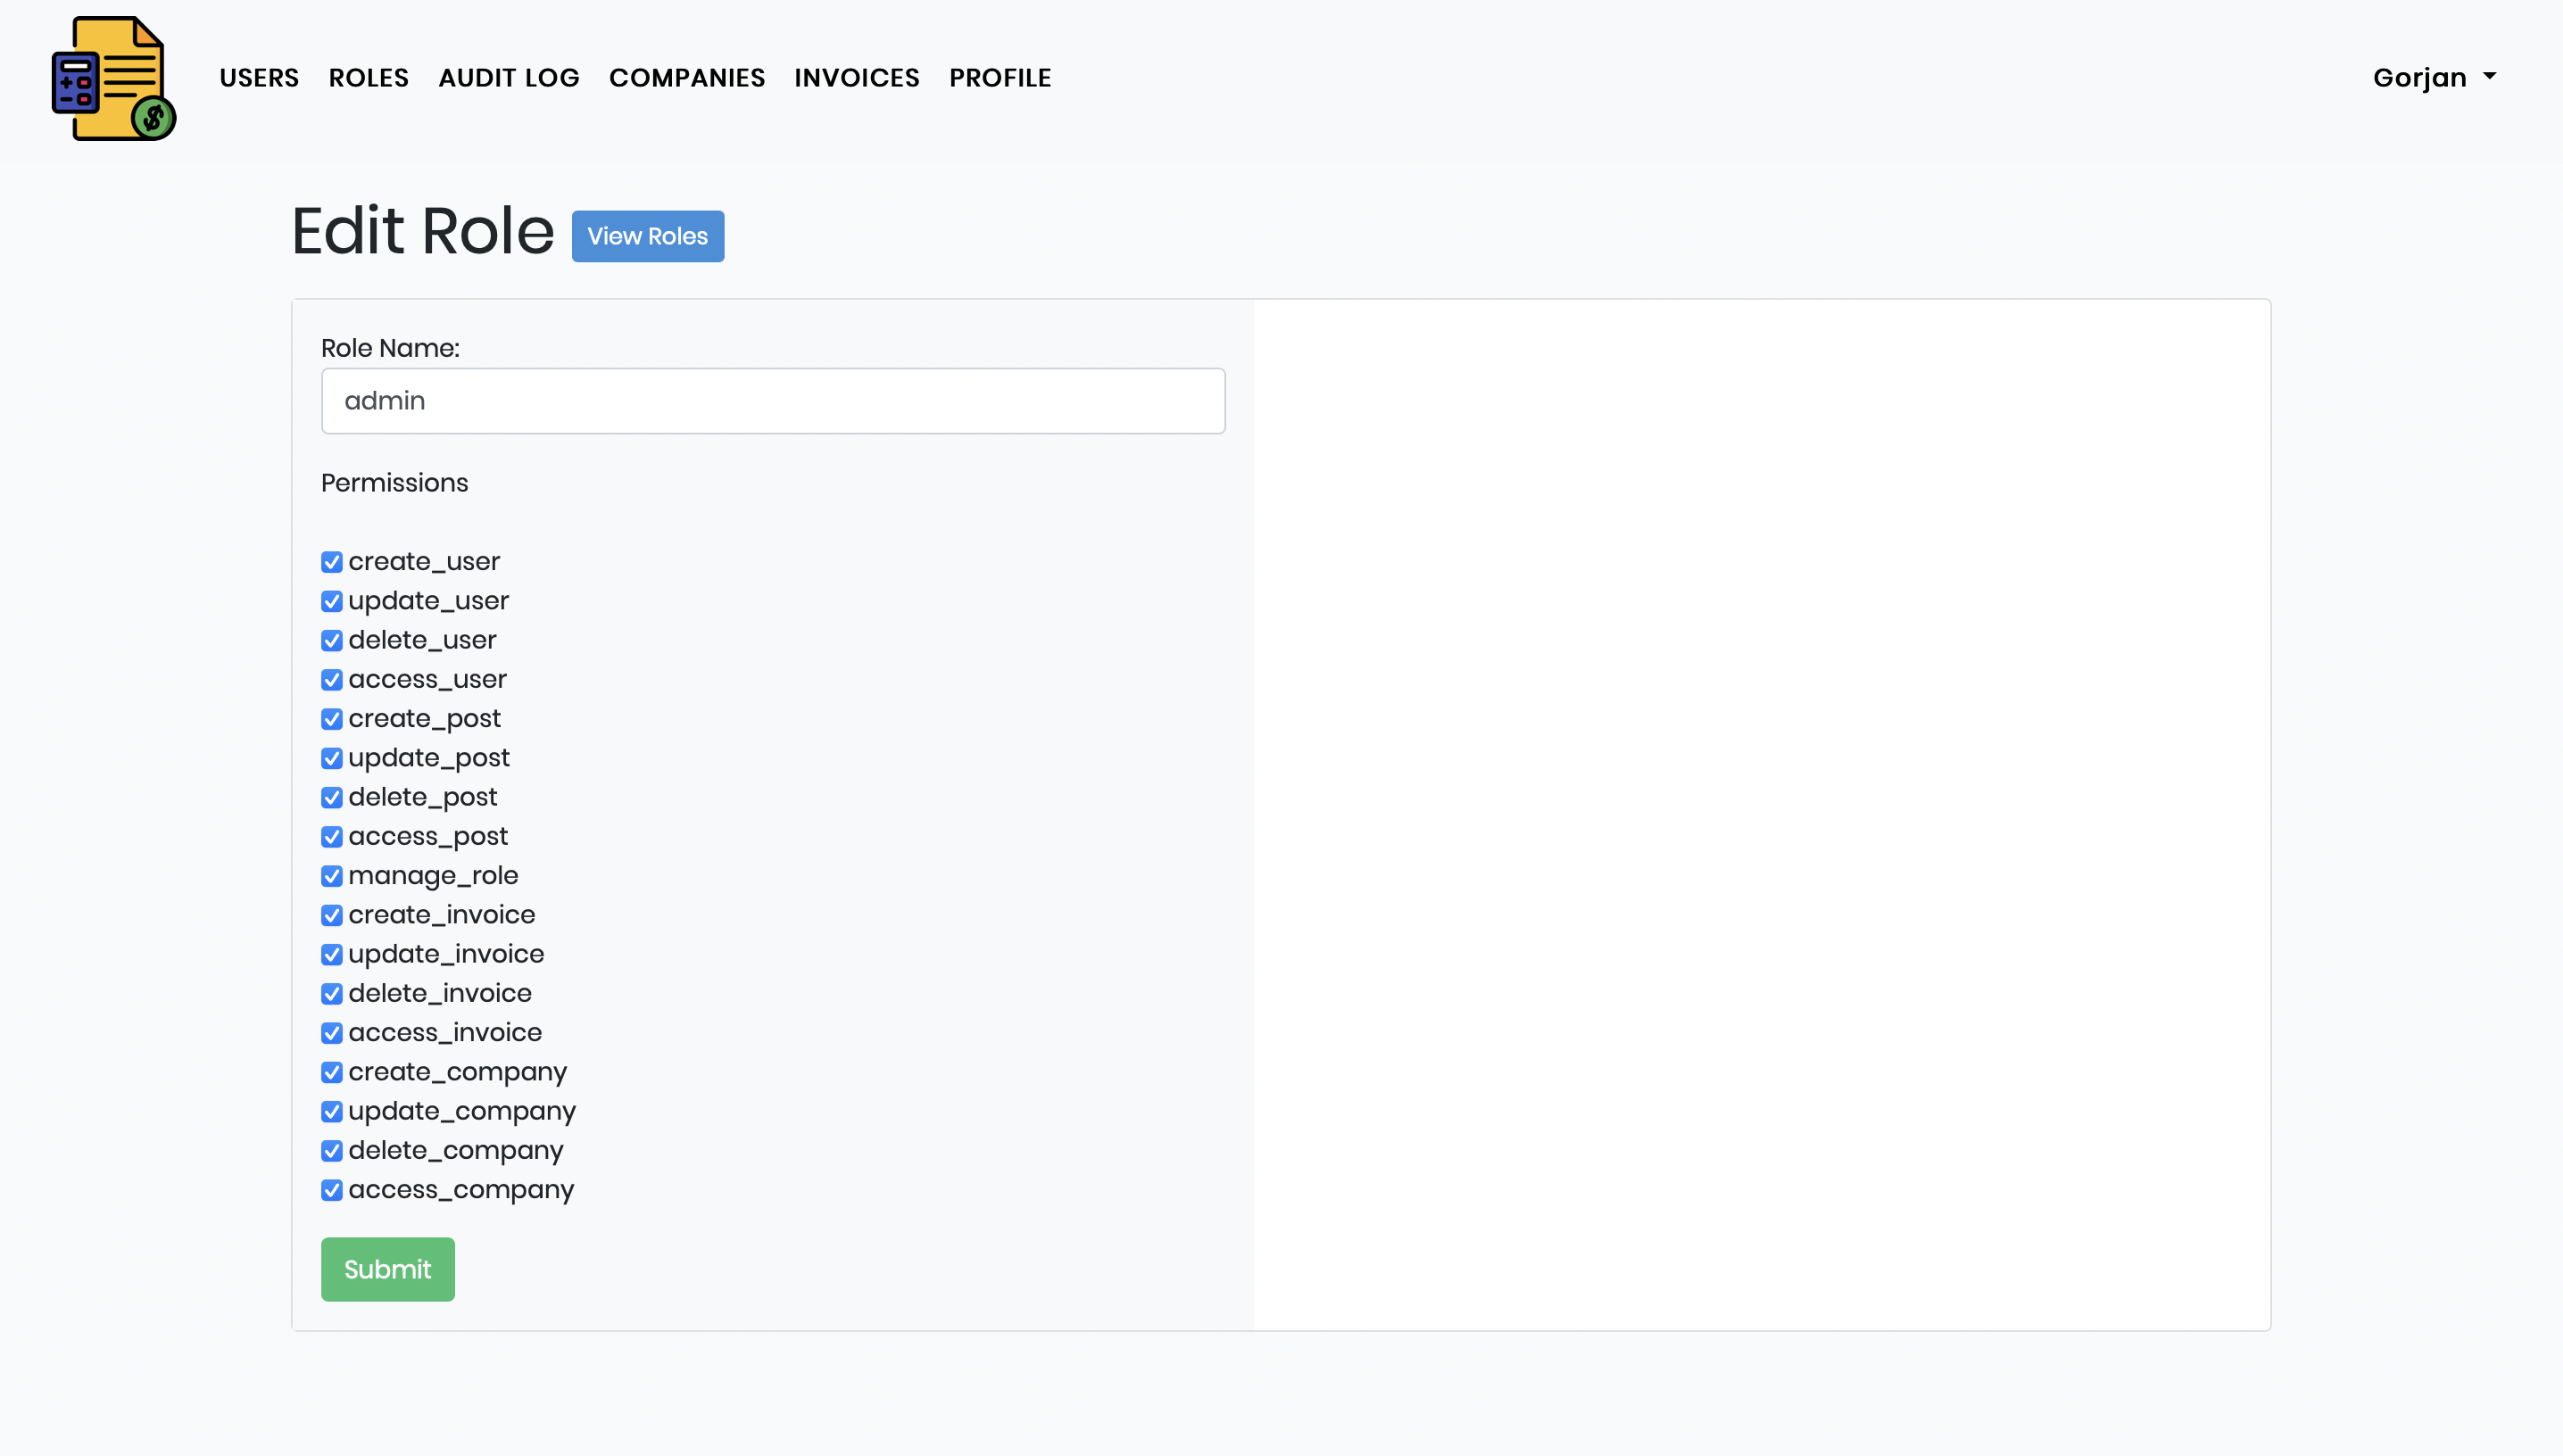 USERS ROLES AUDIT LOG COMPANIES INVOICES PROFILE Gorjan
Edit Role View Roles
Role Name:
admin
Permissions
create_user
update_user
delete_user
access_user
create_post
update_post
delete_post
access_post
manage_role
create_invoice
update_invoice
delete_invoice
access_invoice
create_company
update_company
delete_company
access_company
Submit